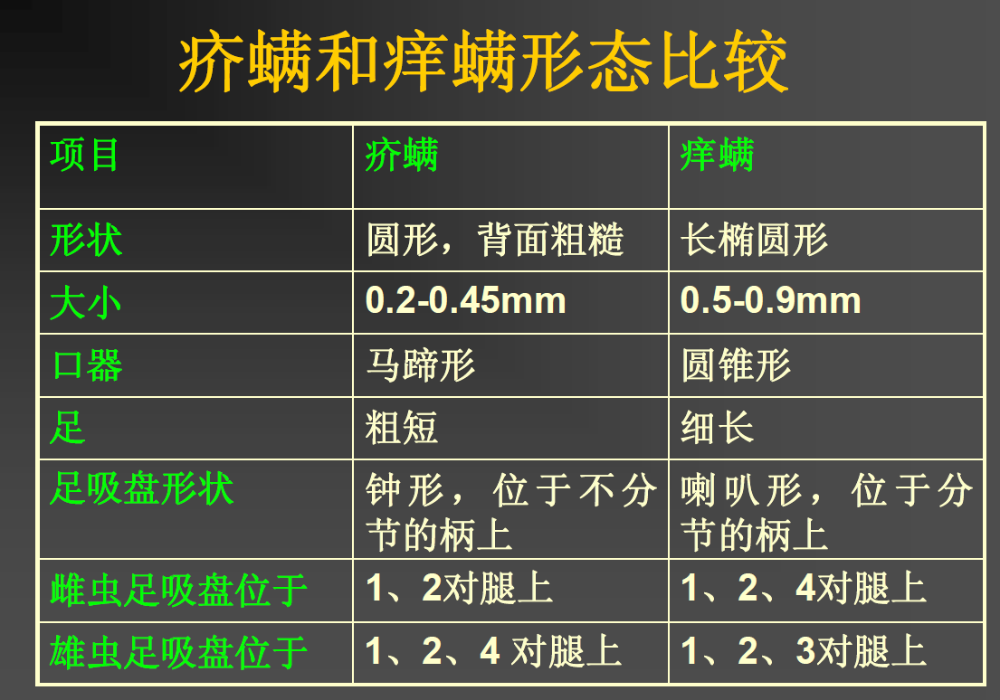 疥螨和痒螨形态比较
项目 疥螨 痒螨
形状 圆形，背面粗糙 长椭圆形
大小 0.2-0.45mm 0.5-0.9mm
口器 马蹄形 圆锥形
足 粗短 细长
足吸盘形状 钟形，位于不分 喇叭形，位于分
节的柄上 节的柄上
雌虫足吸盘位于 1、2对腿上 1、2、4对腿上
雄虫足吸盘位于 1、2、4 对腿上 1、2、3对腿上